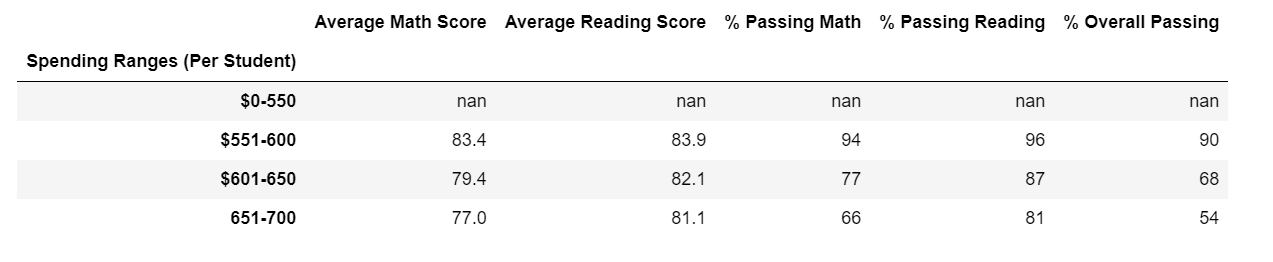 Average Math Score Average Reading Score % Passing Math % Passing Reading % Overall Passing
Spending Ranges (Per Student)
$0-550 nan nan nan nan nan
$551-600 83.4 83.9 94 96 90
$601-650 79.4 82.1 77 87 68
651-700 77.0 81.1 66 81 54